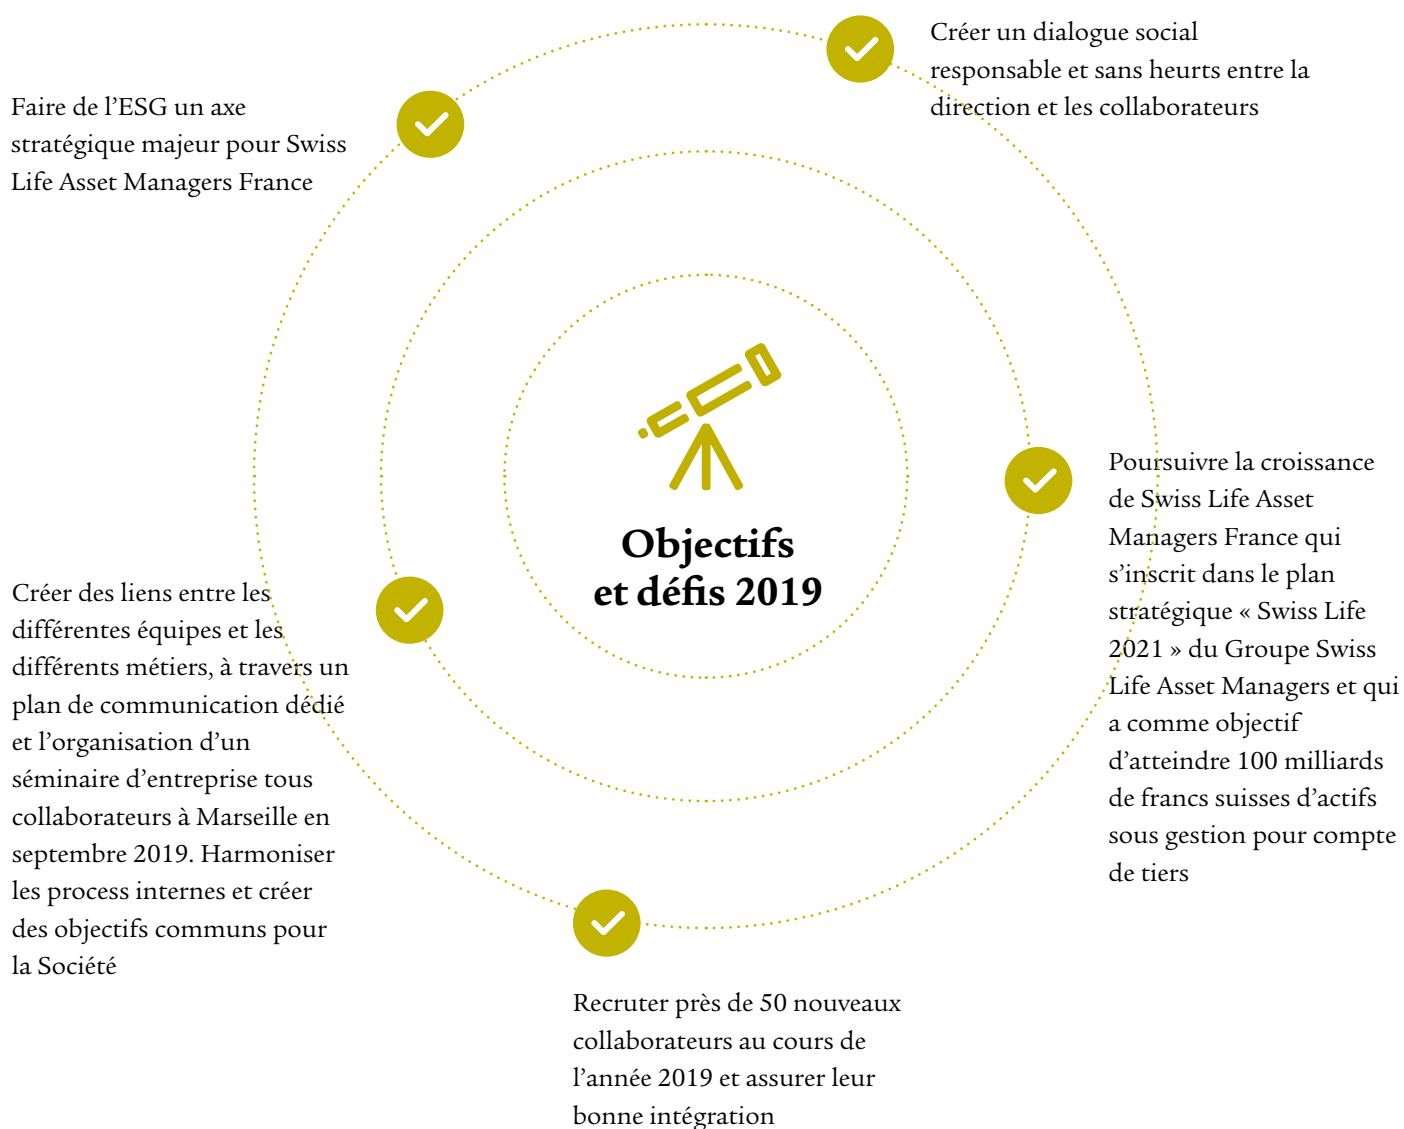 Créer un dialogue social
responsable et sans heurts entre la
direction et les collaborateurs
Faire de l’ESG un axe
stratégique majeur pour Swiss
Life Asset Managers France
Objectifs
et défis 2019
Poursuivre la croissance
de Swiss Life Asset
Managers France qui
s’inscrit dans le plan
stratégique « Swiss Life
2021 » du Groupe Swiss
Life Asset Managers et qui
a comme objectif
d’atteindre 100 milliards
de francs suisses d’actifs
sous gestion pour compte
de tiers
Créer des liens entre les
différentes équipes et les
différents métiers, à travers un
plan de communication dédié
et l’organisation d’un
séminaire d’entreprise tous
collaborateurs à Marseille en
septembre 2019. Harmoniser
les process internes et créer
des objectifs communs pour
la Société
Recruter près de 50 nouveaux
collaborateurs au cours de
l’année 2019 et assurer leur
bonne intégration